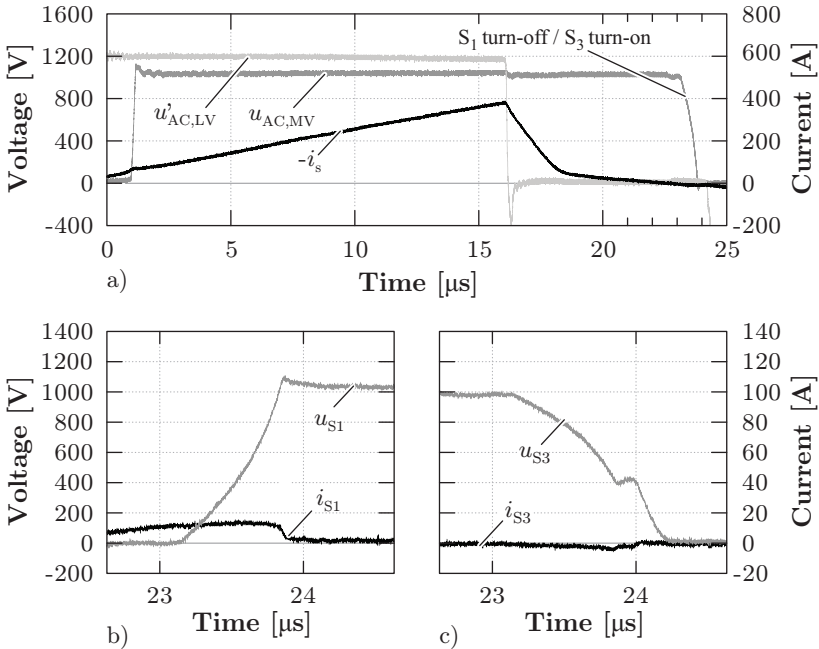 1600
1200
800
400
0
-400
Voltage [V]
800
600
400
200
0
-200
Current [A]
S1 turn-off / S3 turn-on
u'AC,LV
uAC,MV
-is
0
5
10
15
20
25
Time [μs]
a)
1400
1200
1000
800
600
400
200
0
-200
Voltage [V]
uS1
iS1
23
24
Time [μs]
b)
140
120
100
80
60
40
20
0
-20
Current [A]
uS3
iS3
23
24
Time [μs]
c)